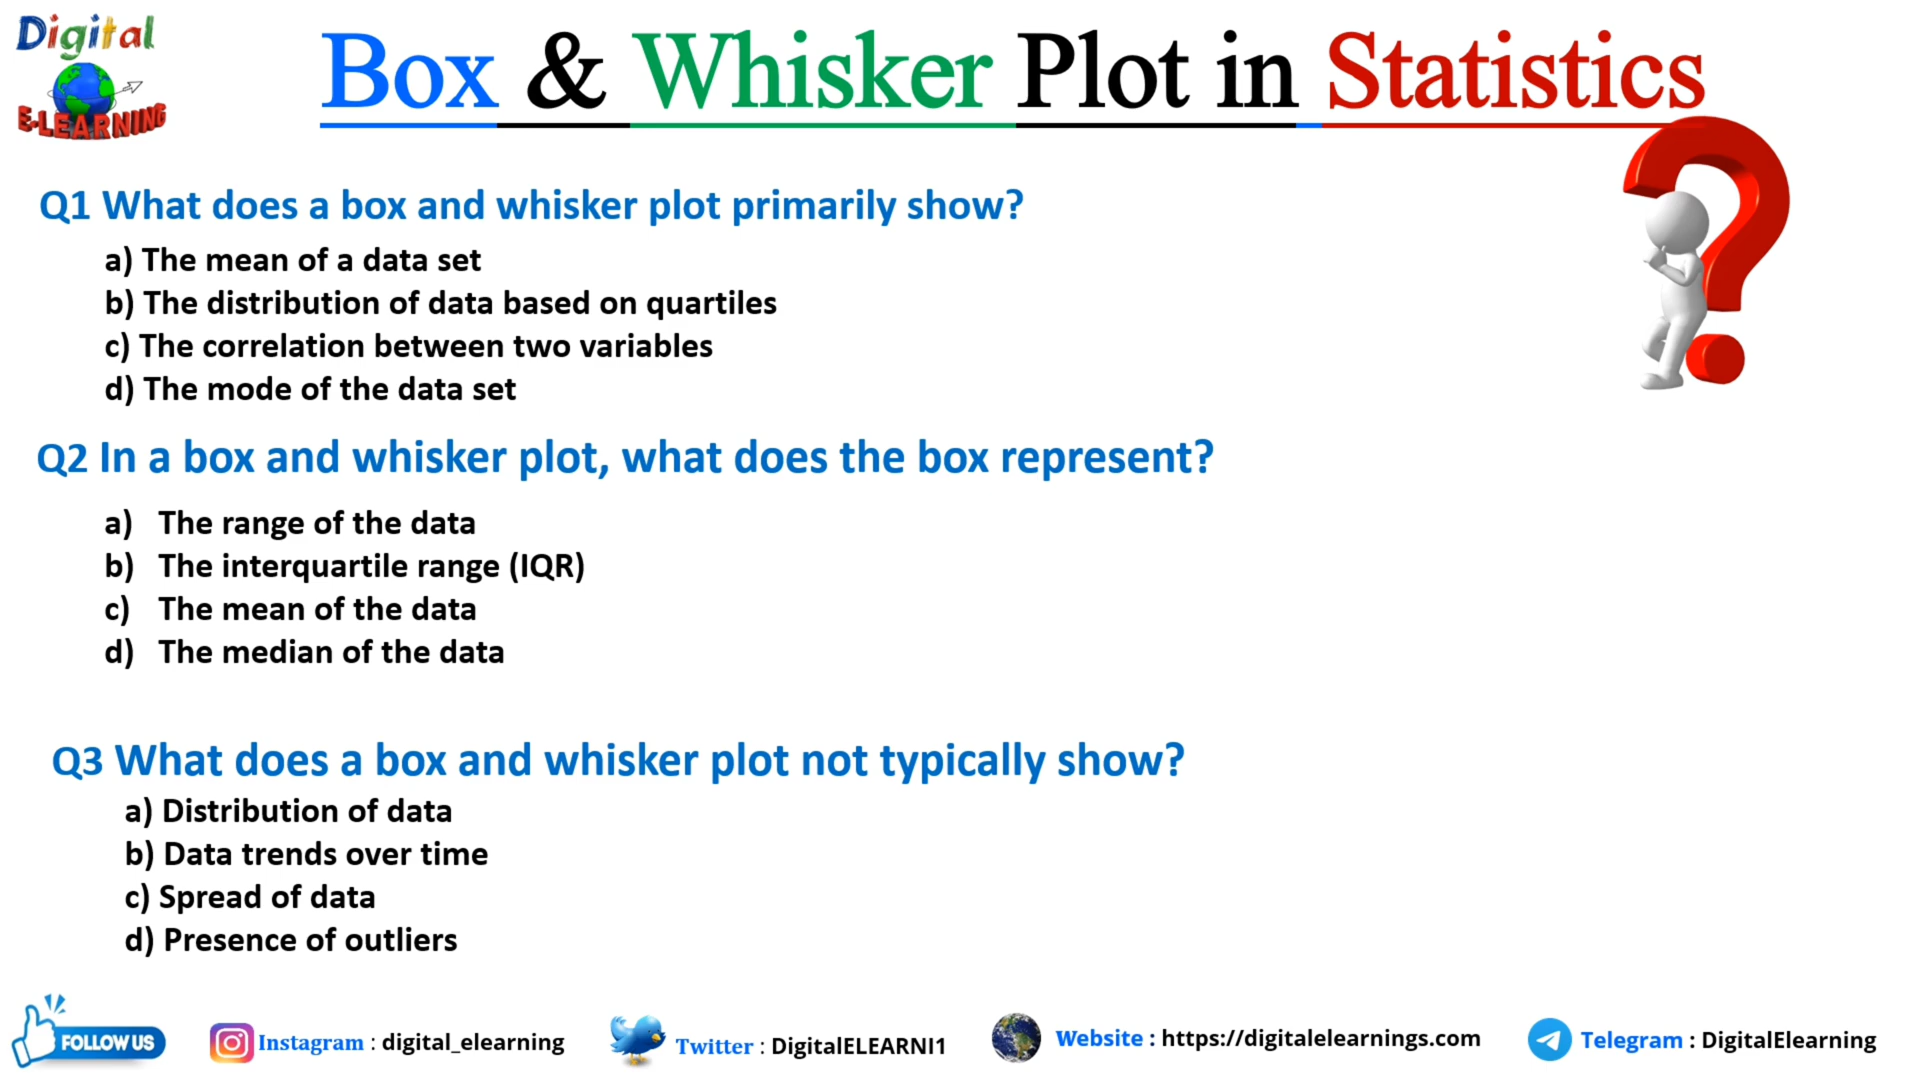 Digital
E-LEARNING
Box & Whisker Plot in Statistics
Q1 What does a box and whisker plot primarily show?
a) The mean of a data set
b) The distribution of data based on quartiles
c) The correlation between two variables
d) The mode of the data set
Q2 In a box and whisker plot, what does the box represent?
a) The range of the data
b) The interquartile range (IQR)
c) The mean of the data
d) The median of the data
Q3 What does a box and whisker plot not typically show?
a) Distribution of data
b) Data trends over time
c) Spread of data
d) Presence of outliers
FOLLOW US
Instagram : digital_elearning
Twitter : DigitalELEARNI1
Website : https://digitalelearnings.com
Telegram : DigitalElearning